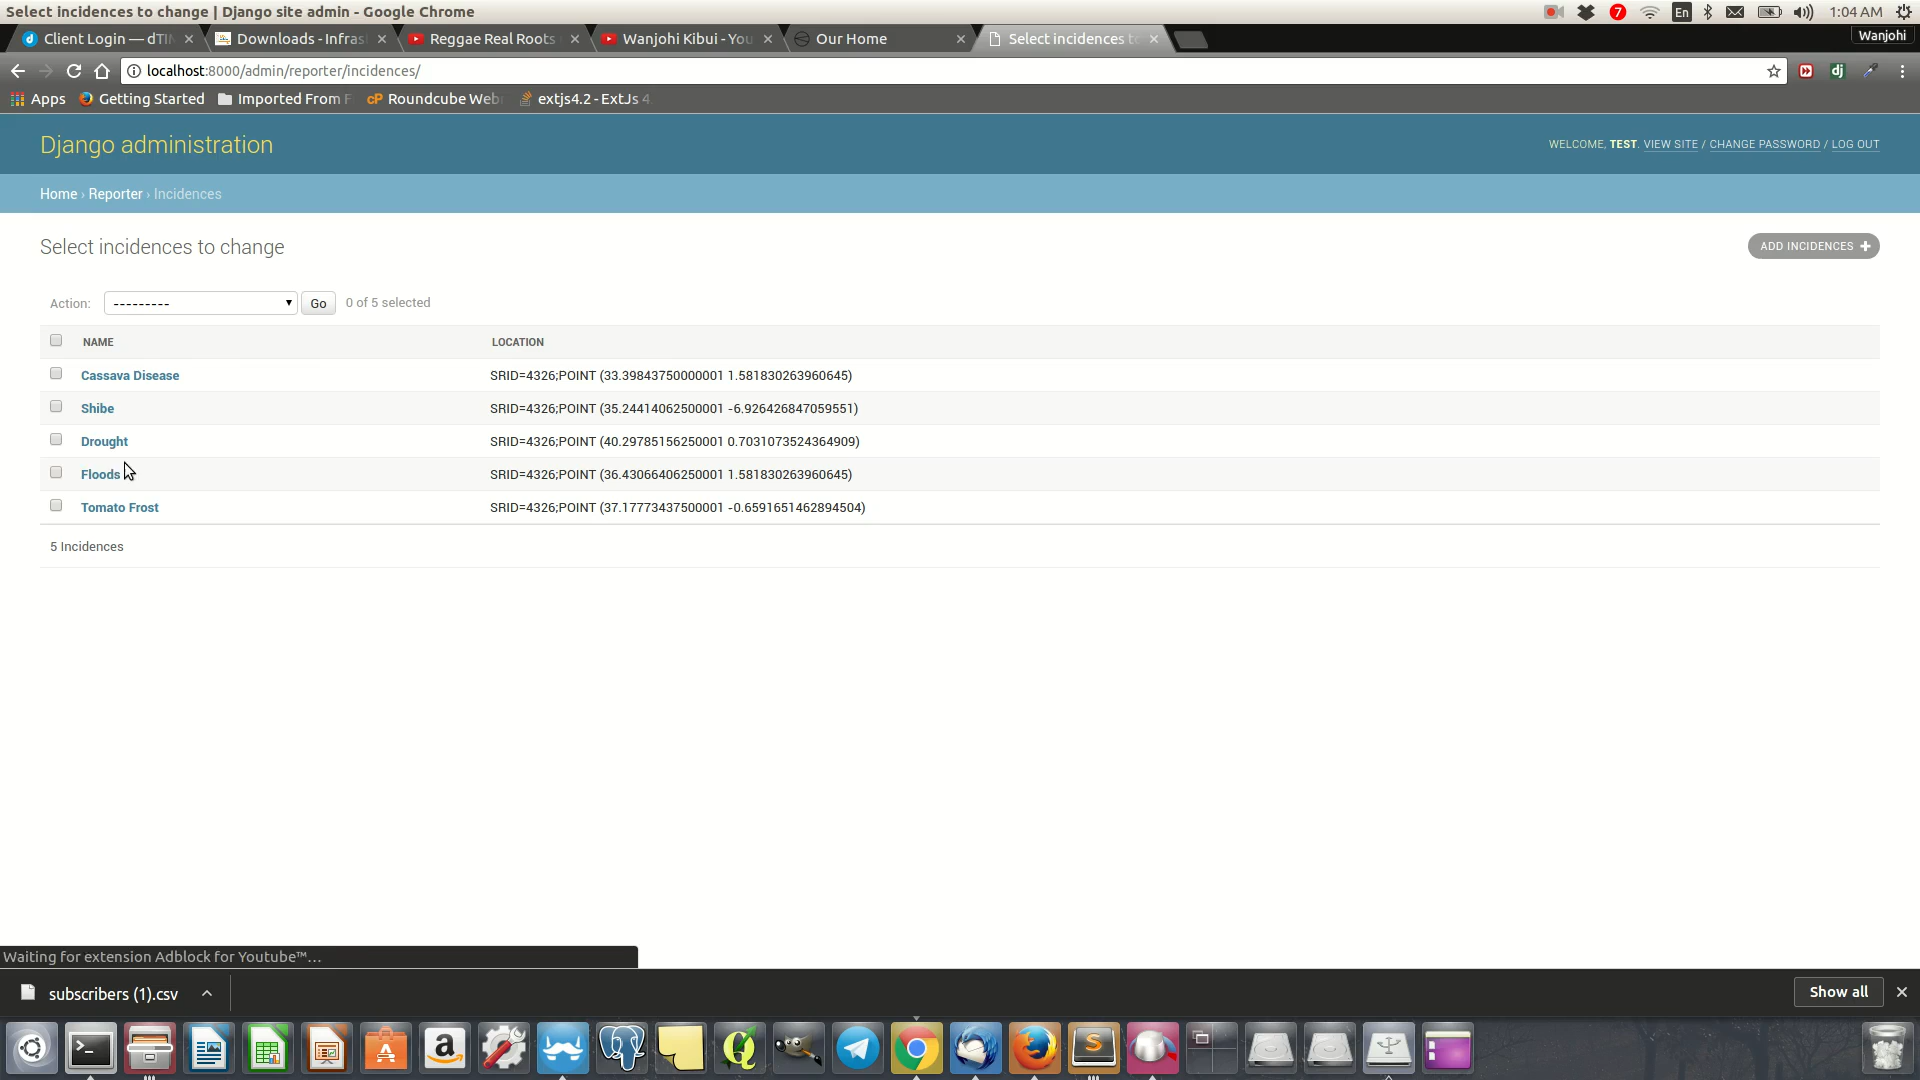 Select incidences to change | Django site admin - Google Chrome
7
En
1:04 AM
Client Login — dTIM
Downloads - Infras
Reggae Real Roots
Wanjohi Kibui - You
Our Home
Select incidences to
Wanjohi
localhost:8000/admin/reporter/incidences/
dj
Apps
Getting Started
Imported From F
cP Roundcube Web
extjs4.2 - ExtJs 4
Django administration
WELCOME, TEST. VIEW SITE / CHANGE PASSWORD / LOG OUT
Home › Reporter › Incidences
Select incidences to change
ADD INCIDENCES +
Action: --------- Go 0 of 5 selected
NAME LOCATION
Cassava Disease SRID=4326;POINT (33.39843750000001 1.581830263960645)
Shibe SRID=4326;POINT (35.24414062500001 -6.926426847059551)
Drought SRID=4326;POINT (40.29785156250001 0.7031073524364909)
Floods SRID=4326;POINT (36.43066406250001 1.581830263960645)
Tomato Frost SRID=4326;POINT (37.17773437500001 -0.6591651462894504)
5 Incidences
Waiting for extension Adblock for Youtube™...
subscribers (1).csv
Show all